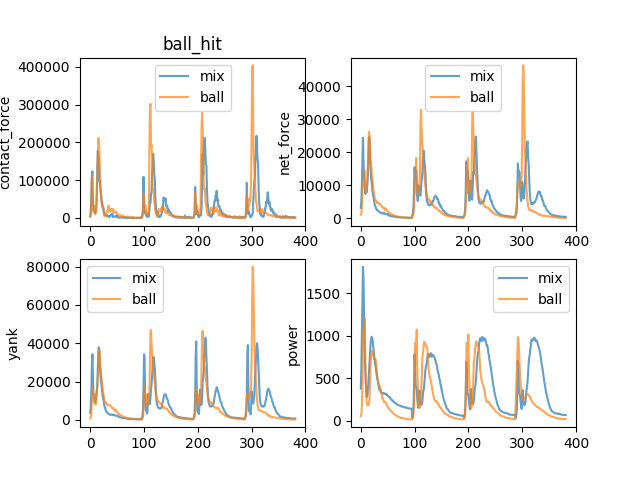 ball_hit
contact_force
400000
300000
200000
100000
0
0 100 200 300 400
mix
ball
net_force
40000
30000
20000
10000
0
0 100 200 300 400
mix
ball
yank
80000
60000
40000
20000
0
0 100 200 300 400
mix
ball
power
1500
1000
500
0
0 100 200 300 400
mix
ball